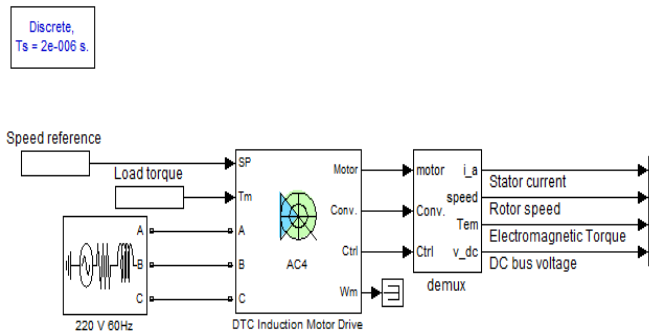 Discrete,
Ts = 2e-006 s.
Speed reference
Load torque
SP
Tm
A
B
C
Motor
Conv.
Ctrl
Wm
AC4
DTC Induction Motor Drive
A
B
C
220 V 60Hz
motor
Conv.
Ctrl
i_a
speed
Tem
v_dc
demux
Stator current
Rotor speed
Electromagnetic Torque
DC bus voltage